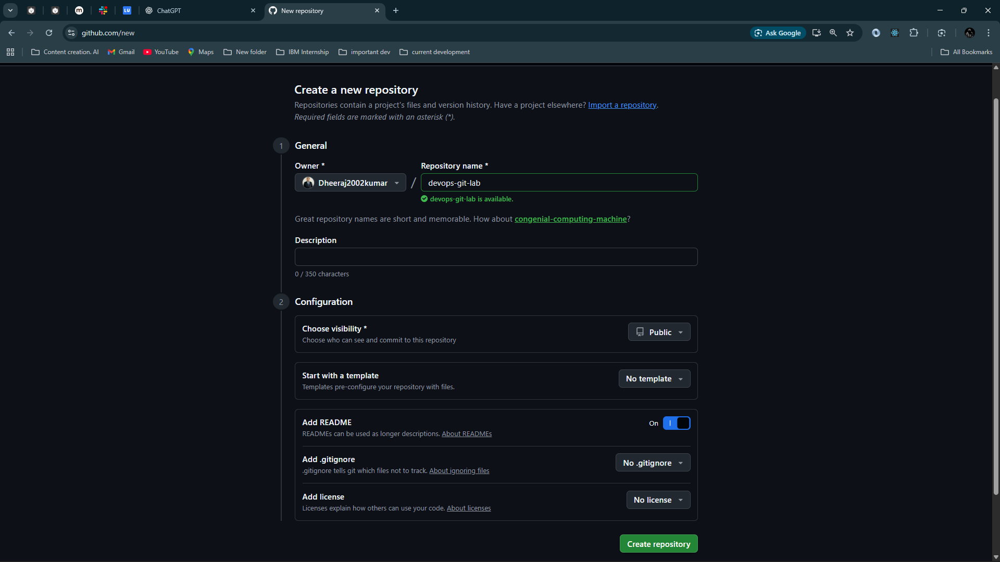 ChatGPT
New repository
github.com/new
Ask Google
Content creation. AI
Gmail
YouTube
Maps
New folder
IBM Internship
important dev
current development
All Bookmarks
Create a new repository
Repositories contain a project's files and version history. Have a project elsewhere? Import a repository.
Required fields are marked with an asterisk (*).
1 General
Owner *
Repository name *
Dheeraj2002kumar / devops-git-lab
devops-git-lab is available.
Great repository names are short and memorable. How about congenial-computing-machine?
Description
0 / 350 characters
2 Configuration
Choose visibility *
Choose who can see and commit to this repository
Public
Start with a template
Templates pre-configure your repository with files.
No template
Add README
READMEs can be used as longer descriptions. About READMEs
On
Add .gitignore
.gitignore tells git which files not to track. About ignoring files
No .gitignore
Add license
Licenses explain how others can use your code. About licenses
No license
Create repository
m
LU